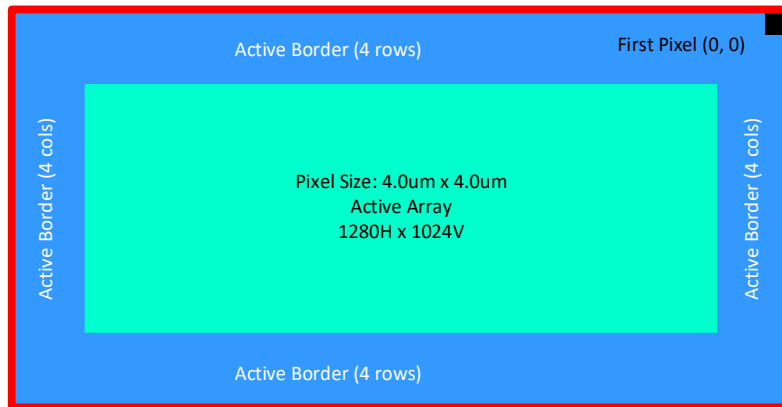 Active Border (4 rows)
First Pixel (0, 0)
Active Border (4 cols)
Pixel Size: 4.0um x 4.0um
Active Array
1280H x 1024V
Active Border (4 cols)
Active Border (4 rows)